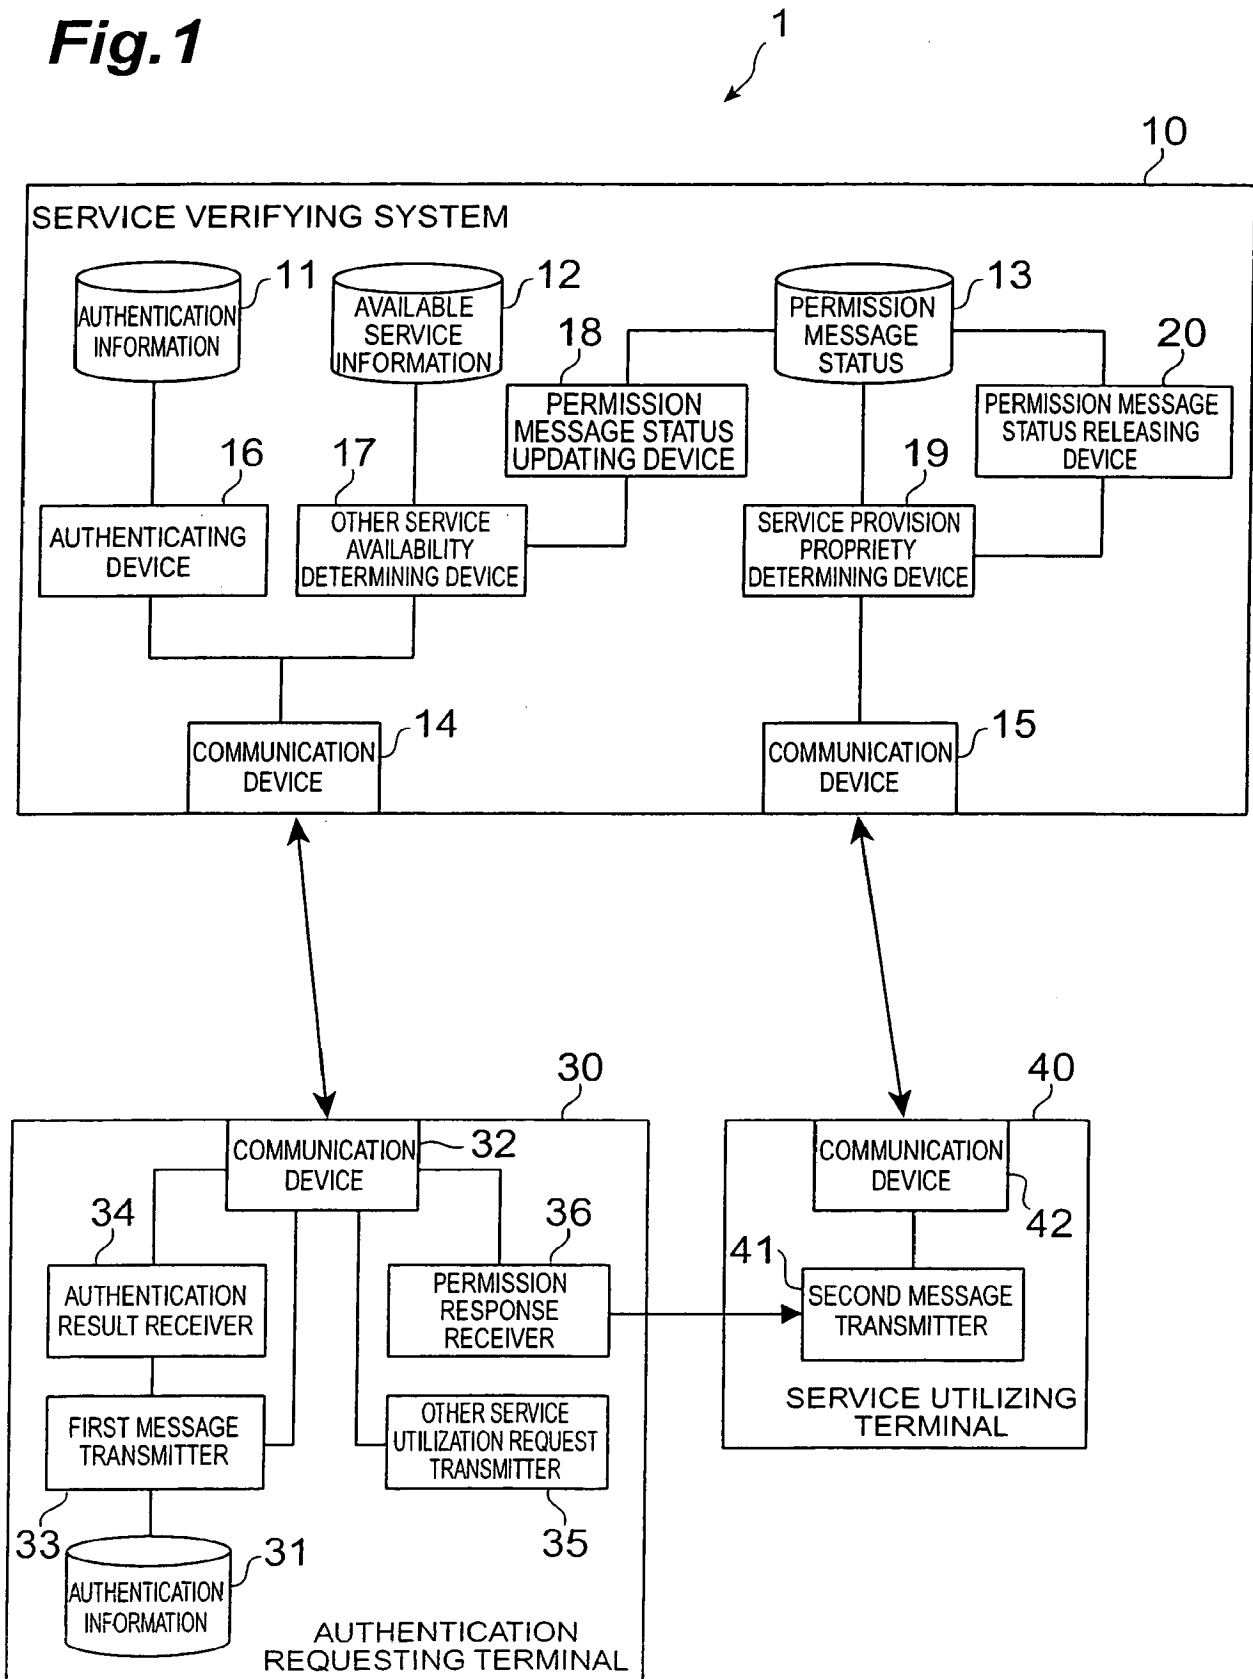 Fig.1
1
10
SERVICE VERIFYING SYSTEM
11
AUTHENTICATION
INFORMATION
12
AVAILABLE
SERVICE
INFORMATION
13
PERMISSION
MESSAGE
STATUS
18
PERMISSION
MESSAGE STATUS
UPDATING DEVICE
20
PERMISSION MESSAGE
STATUS RELEASING
DEVICE
16
AUTHENTICATING
DEVICE
17
OTHER SERVICE
AVAILABILITY
DETERMINING DEVICE
19
SERVICE PROVISION
PROPRIETY
DETERMINING DEVICE
14
COMMUNICATION
DEVICE
15
COMMUNICATION
DEVICE
30
COMMUNICATION
DEVICE
32
34
AUTHENTICATION
RESULT RECEIVER
36
PERMISSION
RESPONSE
RECEIVER
FIRST MESSAGE
TRANSMITTER
33
OTHER SERVICE
UTILIZATION REQUEST
TRANSMITTER
35
31
AUTHENTICATION
INFORMATION
AUTHENTICATION
REQUESTING TERMINAL
40
COMMUNICATION
DEVICE
42
41
SECOND MESSAGE
TRANSMITTER
SERVICE UTILIZING
TERMINAL